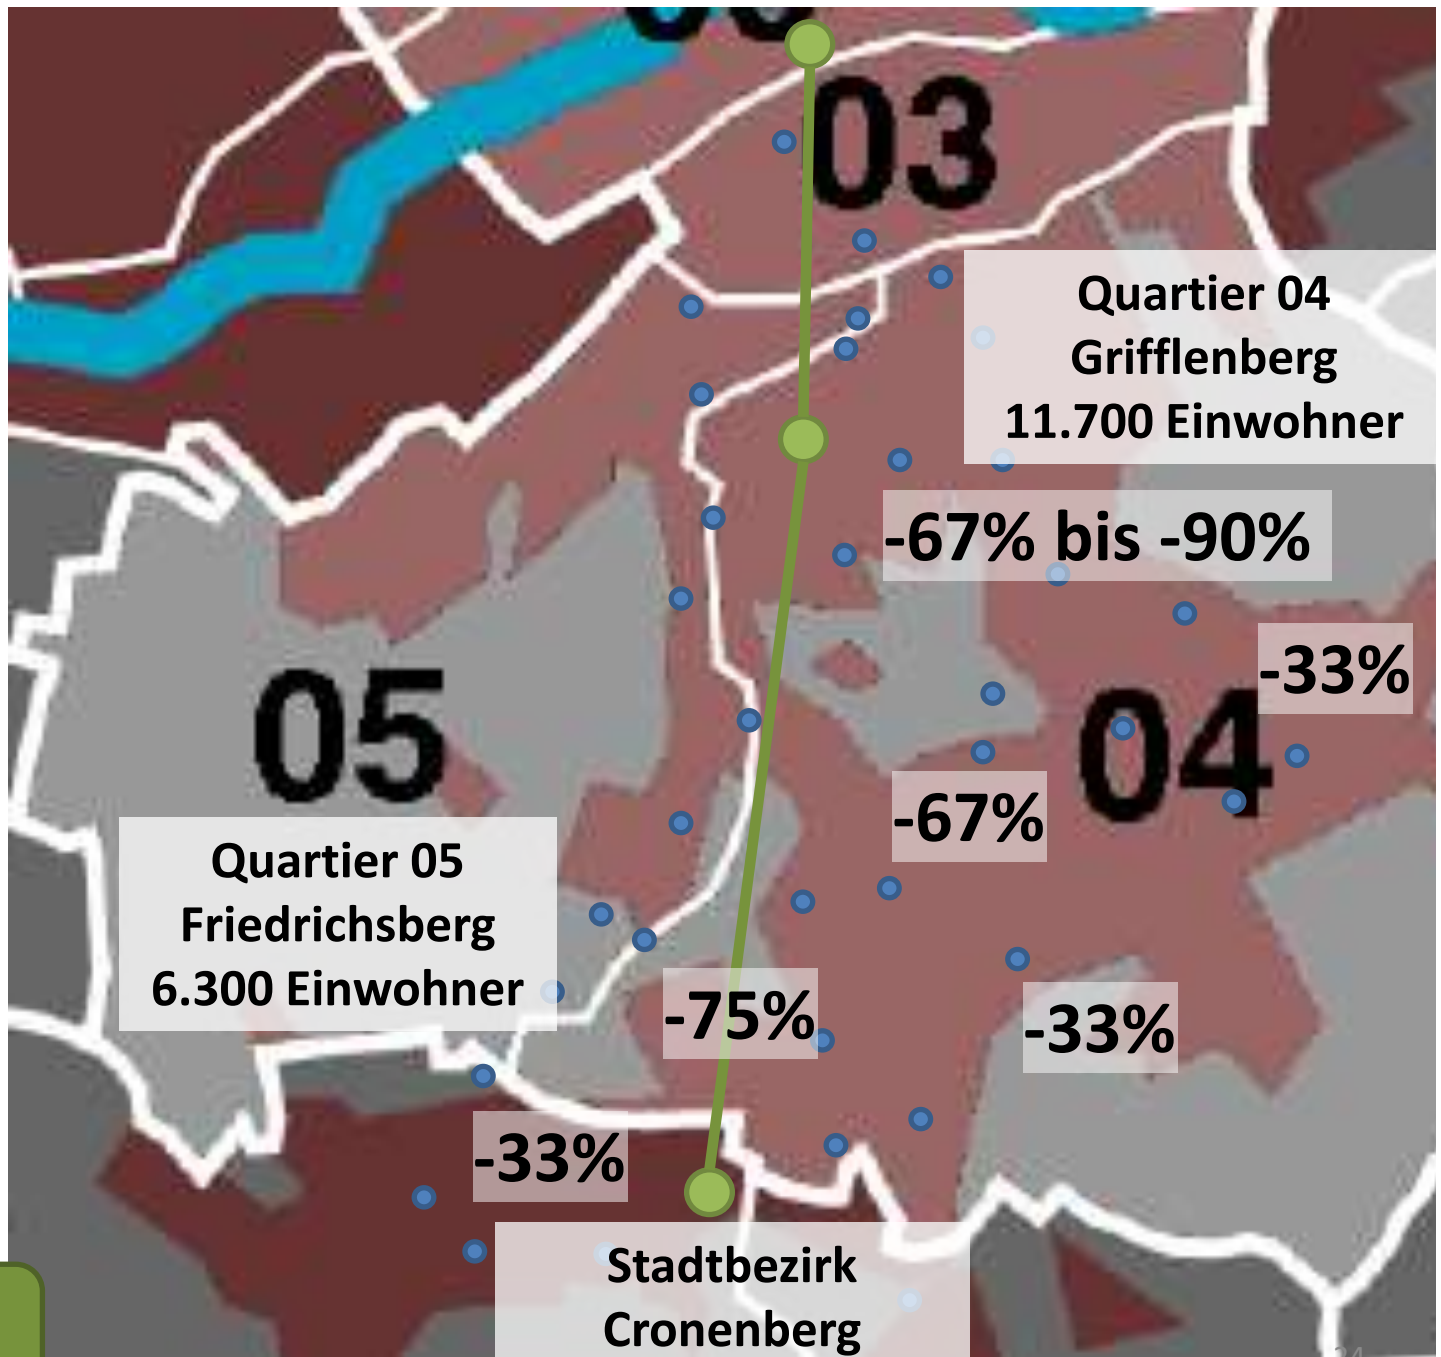 03
Quartier 04
Grifflenberg
11.700 Einwohner
-67% bis -90%
-33%
05
04
-67%
Quartier 05
Friedrichsberg
6.300 Einwohner
-75%
-33%
-33%
Stadtbezirk
Cronenberg